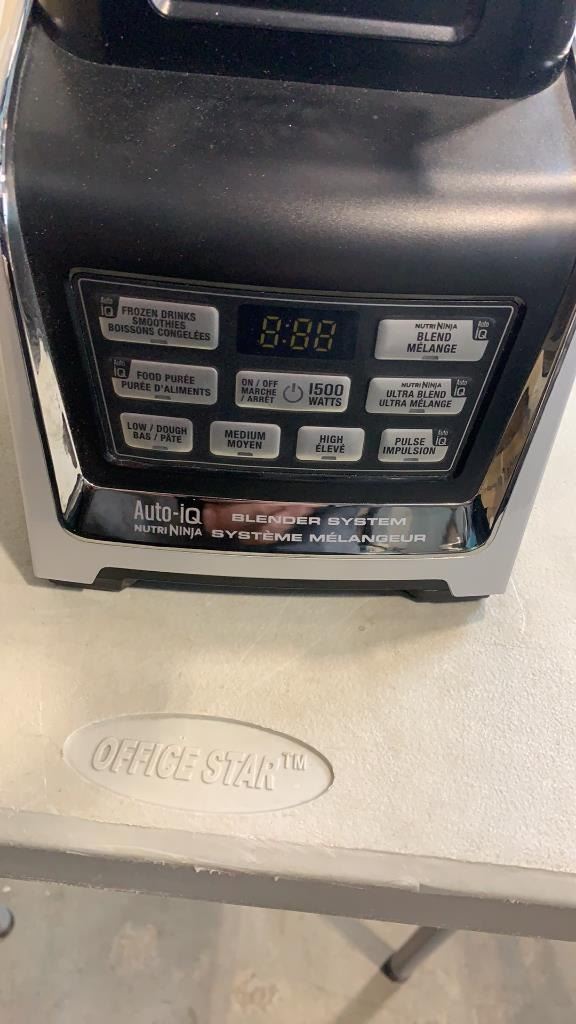 Auto
iQ
FROZEN DRINKS
SMOOTHIES
BOISSONS CONGELÉES
8:88
NUTRI NINJA
BLEND
MÉLANGE
Auto
iQ
Auto
iQ
FOOD PURÉE
PURÉE D'ALIMENTS
ON / OFF
MARCHE
/ ARRÊT
1500
WATTS
NUTRI NINJA
ULTRA BLEND
ULTRA MÉLANGE
Auto
iQ
LOW / DOUGH
BAS / PÂTE
MEDIUM
MOYEN
HIGH
ÉLEVÉ
PULSE
IMPULSION
Auto
iQ
Auto-iQ
NUTRI NINJA
BLENDER SYSTEM
SYSTÈME MÉLANGEUR
OFFICE STAR™